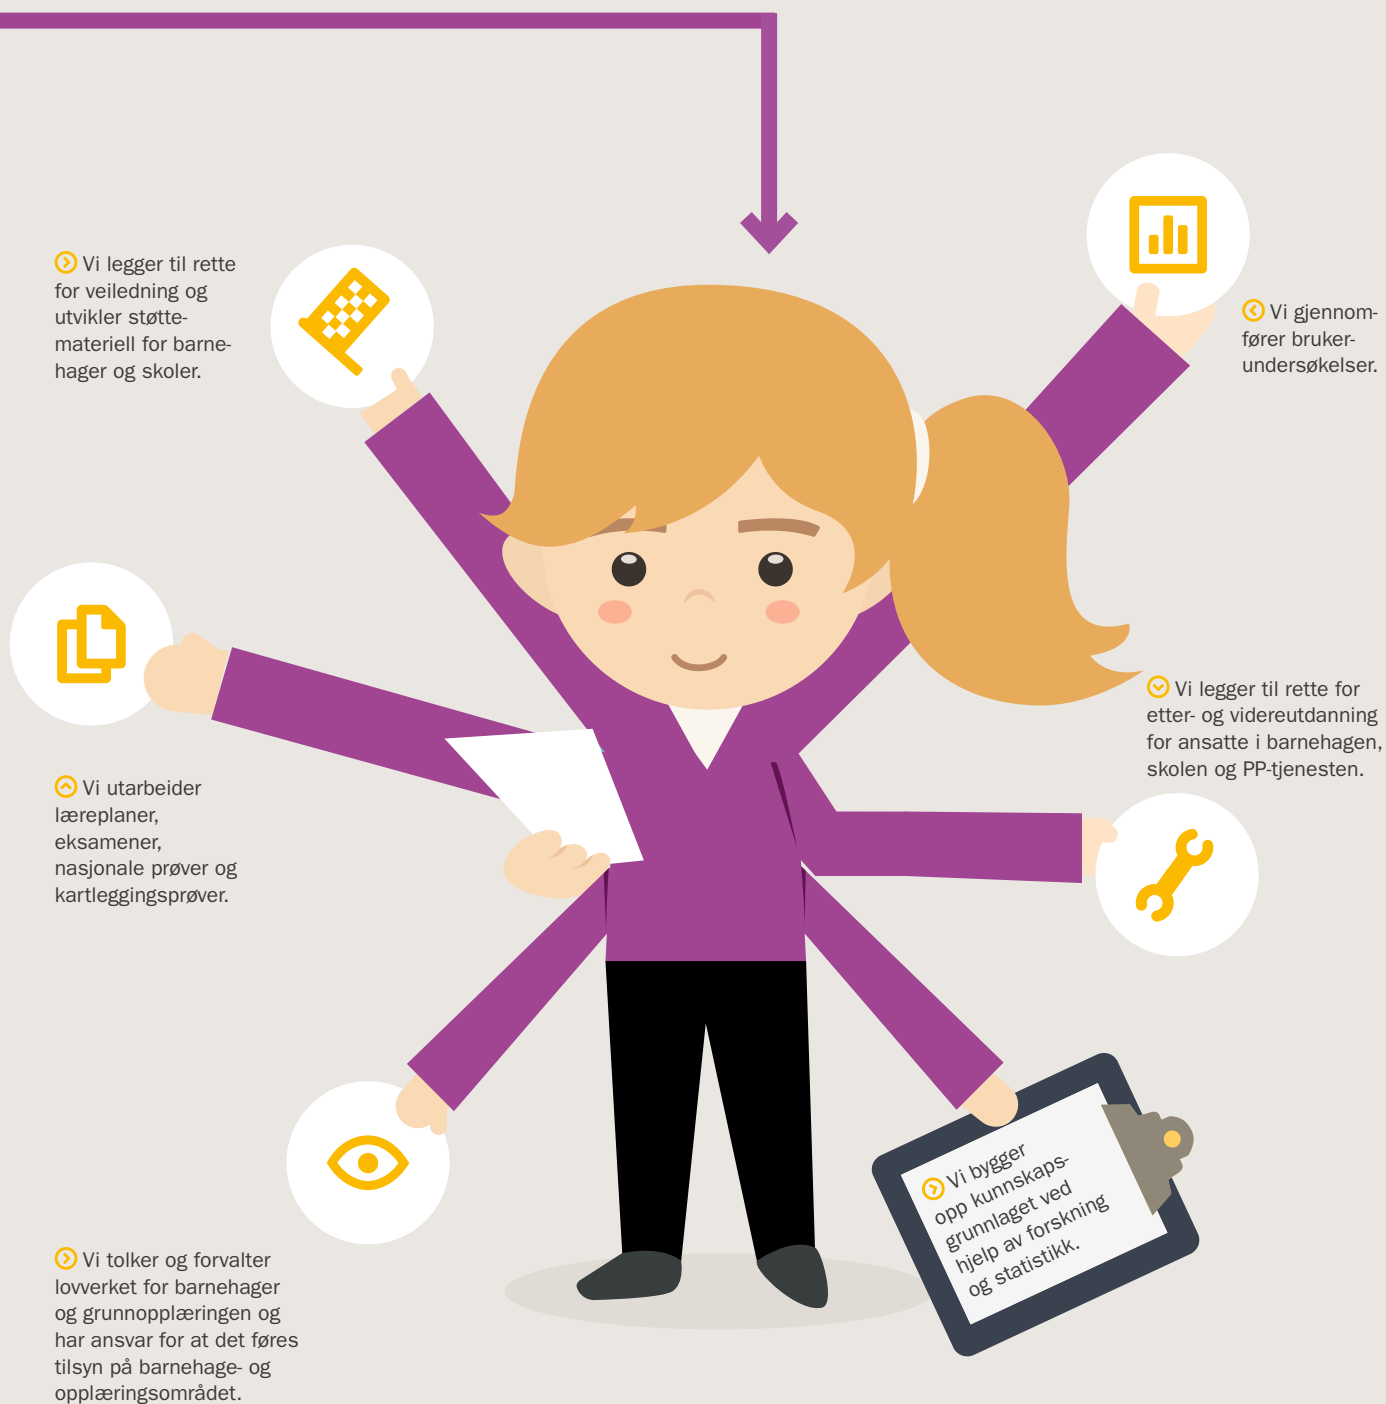 Vi legger til rette
for veiledning og
utvikler støtte-
materiell for barne-
hager og skoler.
Vi gjennom-
fører bruker-
undersøkelser.
Vi utarbeider
læreplaner,
eksamener,
nasjonale prøver og
kartleggingsprøver.
Vi legger til rette for
etter- og videreutdanning
for ansatte i barnehagen,
skolen og PP-tjenesten.
Vi tolker og forvalter
lovverket for barnehager
og grunnopplæringen og
har ansvar for at det føres
tilsyn på barnehage- og
opplæringsområdet.
Vi bygger
opp kunnskaps-
grunnlaget ved
hjelp av forskning
og statistikk.